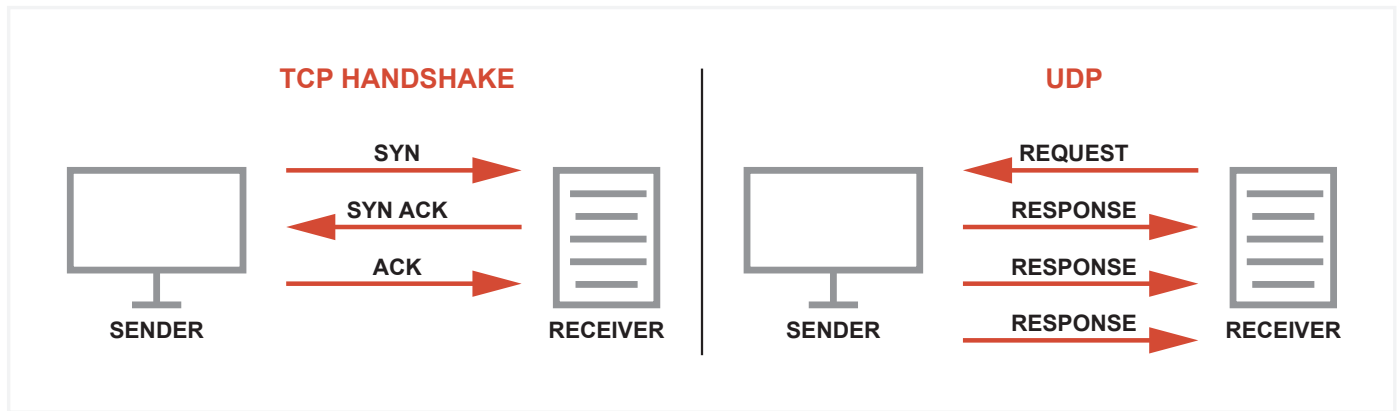 TCP HANDSHAKE
SYN
SYN ACK
ACK
SENDER
RECEIVER
UDP
REQUEST
RESPONSE
RESPONSE
RESPONSE
SENDER
RECEIVER